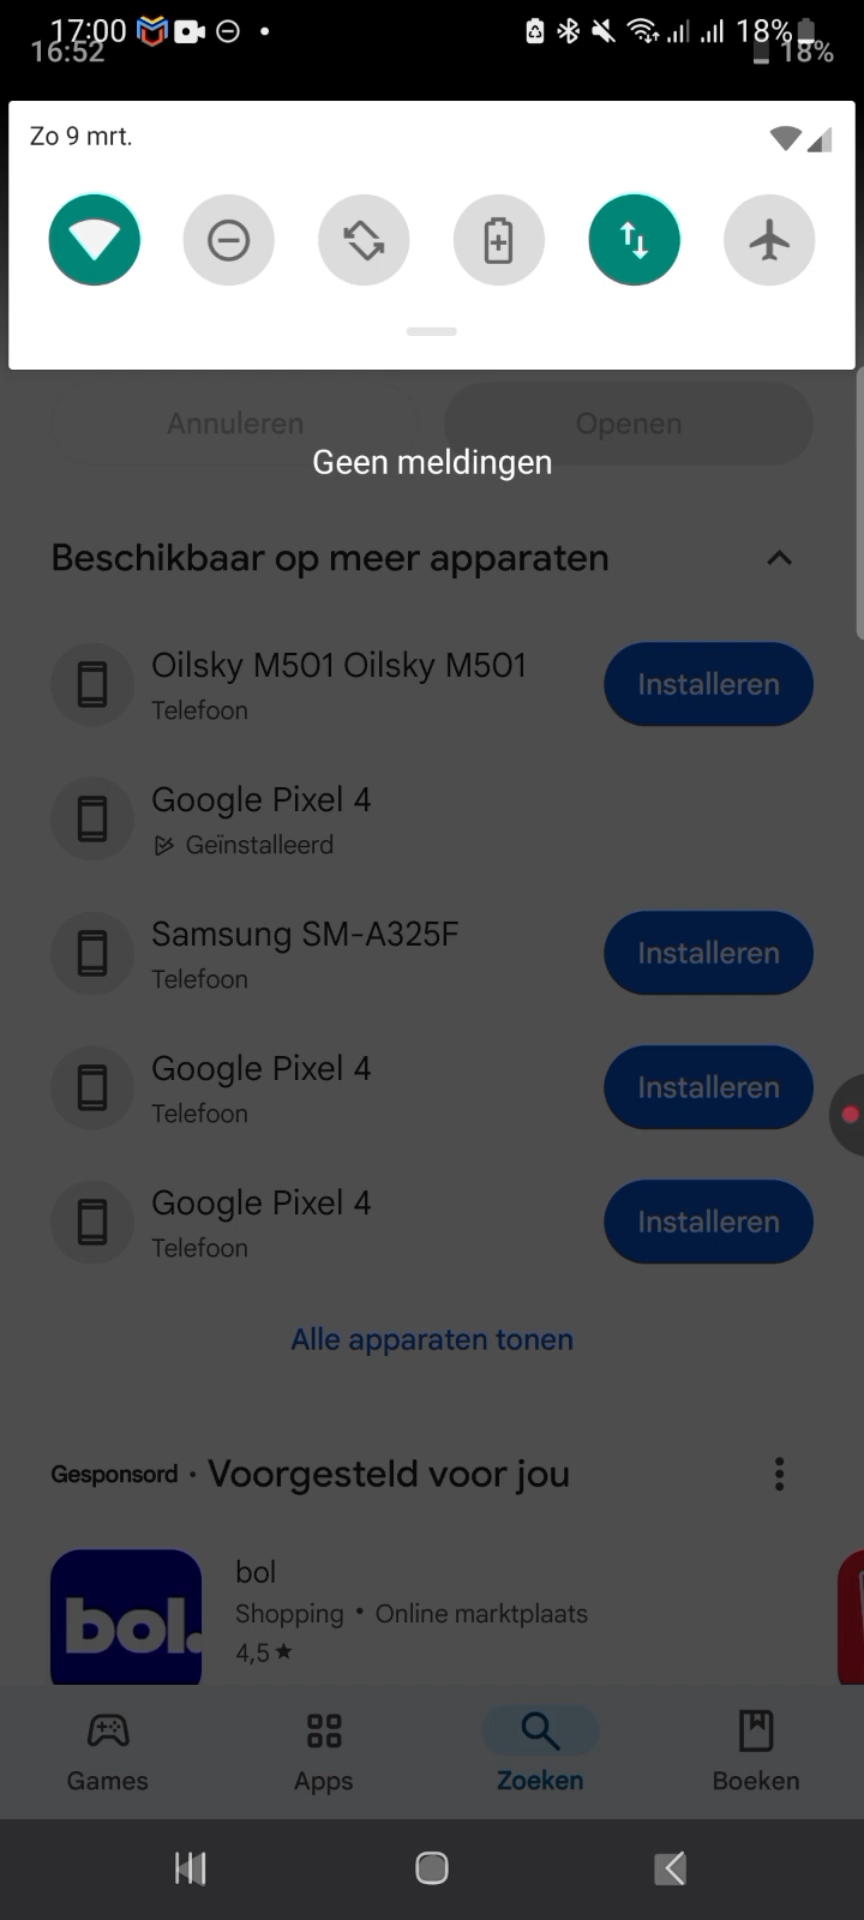 17:00 18%
16:52 18%
Zo 9 mrt.
Annuleren Openen
Geen meldingen
Beschikbaar op meer apparaten
Oilsky M501 Oilsky M501
Telefoon
Installeren
Google Pixel 4
Geïnstalleerd
Samsung SM-A325F
Telefoon
Installeren
Google Pixel 4
Telefoon
Installeren
Google Pixel 4
Telefoon
Installeren
Alle apparaten tonen
Gesponsord · Voorgesteld voor jou
bol.
bol
Shopping • Online marktplaats
4,5★
Games Apps Zoeken Boeken